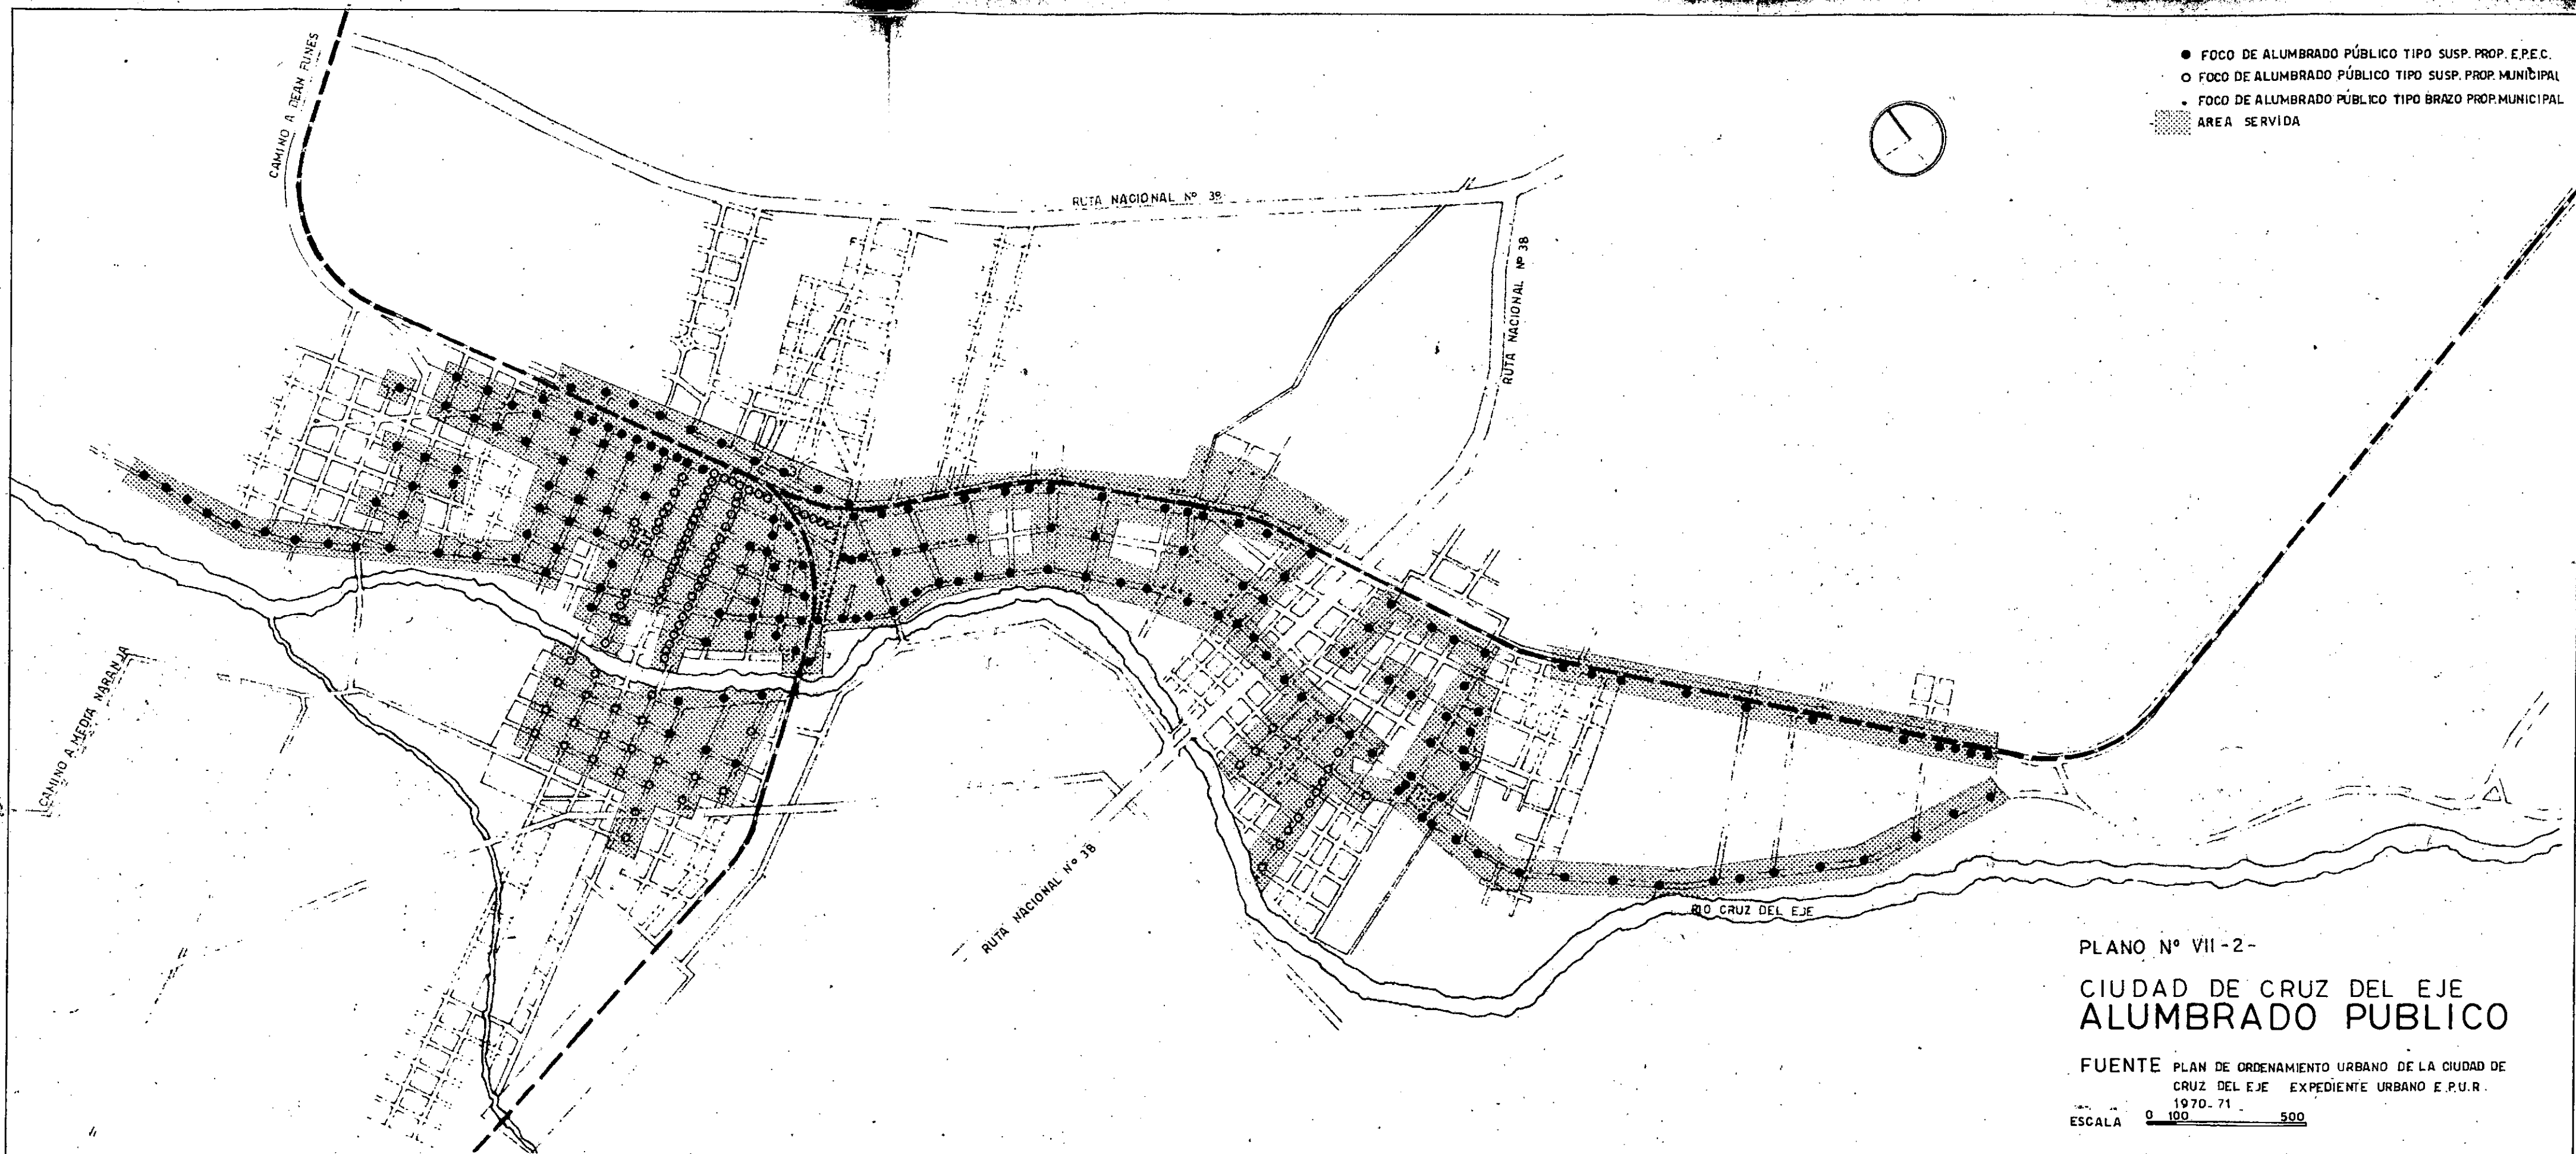 ● FOCO DE ALUMBRADO PÚBLICO TIPO SUSP. PROP. E.P.E.C.
○ FOCO DE ALUMBRADO PÚBLICO TIPO SUSP. PROP. MUNICIPAL
• FOCO DE ALUMBRADO PÚBLICO TIPO BRAZO PROP. MUNICIPAL
AREA SERVIDA
CAMINO A DEAN FUNES
RUTA NACIONAL Nº 38
RUTA NACIONAL Nº 38
CAMINO A MEDIA NARANJA
RUTA NACIONAL Nº 38
RIO CRUZ DEL EJE
PLANO Nº VII-2-
CIUDAD DE CRUZ DEL EJE
ALUMBRADO PUBLICO
FUENTE PLAN DE ORDENAMIENTO URBANO DE LA CIUDAD DE
CRUZ DEL EJE EXPEDIENTE URBANO E.P.U.R.
1970-71
ESCALA 0 100 500